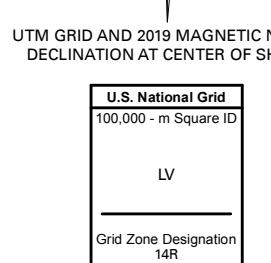 UTM GRID AND 2019 MAGNETIC
DECLINATION AT CENTER OF
U.S. National Grid
100,000 - m Square ID
LV
Grid Zone Designation
14R